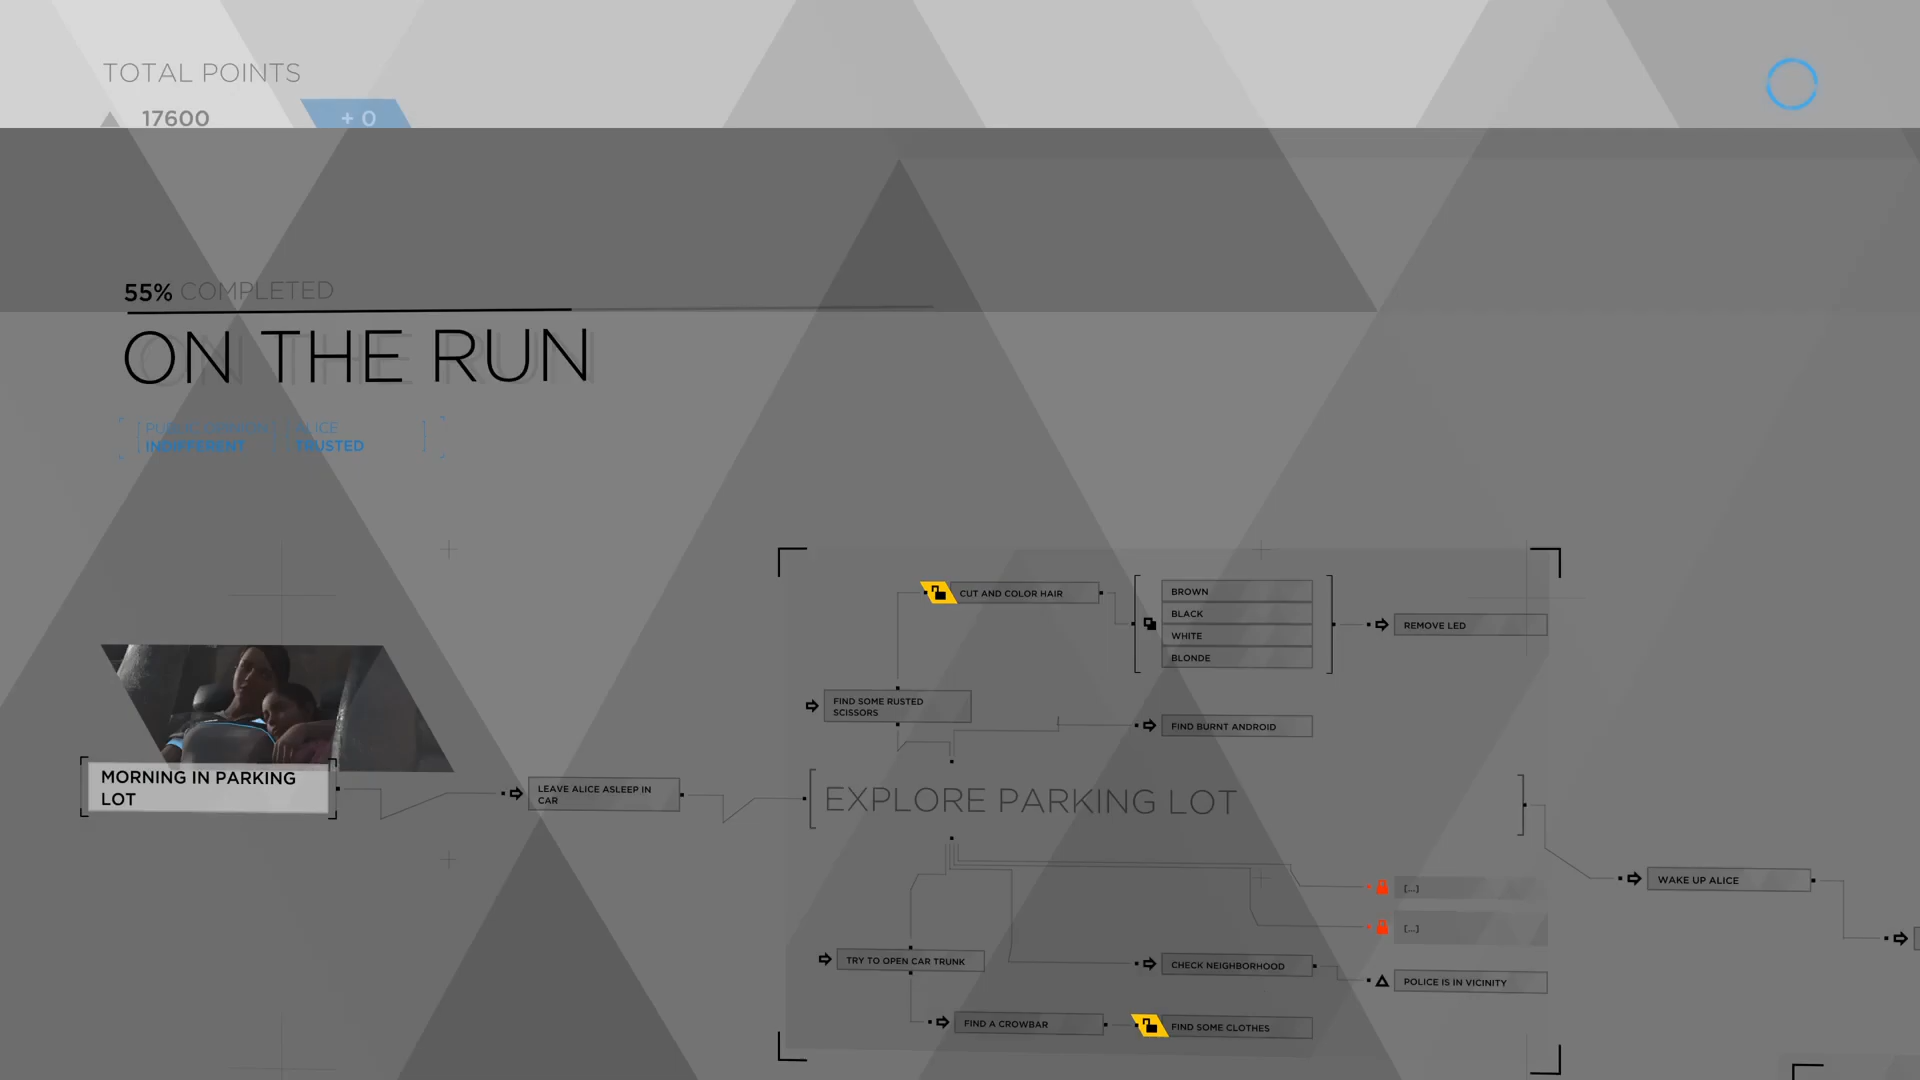 TOTAL POINTS
17600
+ 0
55% COMPLETED
ON THE RUN
PUBLIC OPINION
INDIFFERENT
ALICE
TRUSTED
CUT AND COLOR HAIR
BROWN
BLACK
WHITE
BLONDE
REMOVE LED
FIND SOME RUSTED
SCISSORS
FIND BURNT ANDROID
MORNING IN PARKING
LOT
LEAVE ALICE ASLEEP IN
CAR
EXPLORE PARKING LOT
WAKE UP ALICE
[...]
[...]
TRY TO OPEN CAR TRUNK
CHECK NEIGHBORHOOD
POLICE IS IN VICINITY
FIND A CROWBAR
FIND SOME CLOTHES